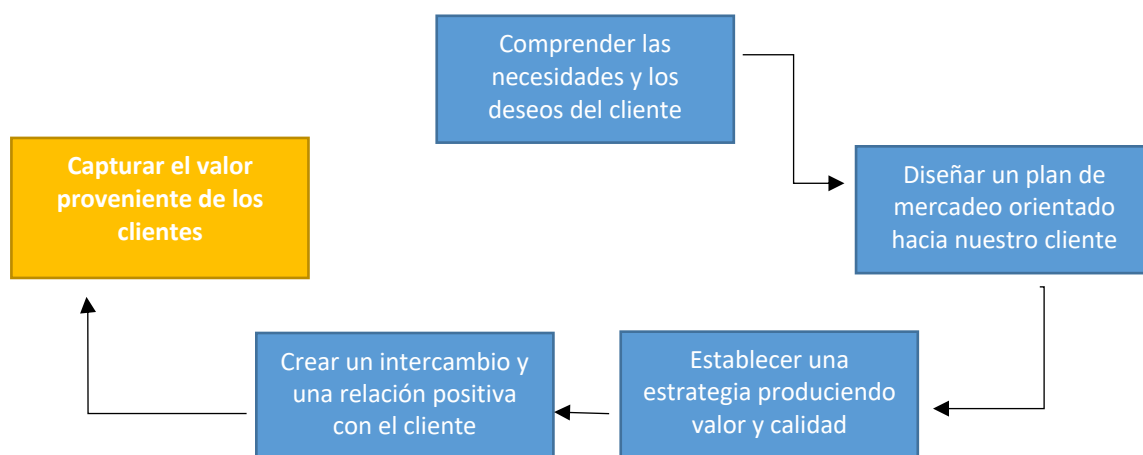 Comprender las
necesidades y los
deseos del cliente
Diseñar un plan de
mercadeo orientado
hacia nuestro cliente
Establecer una
estrategia produciendo
valor y calidad
Crear un intercambio y
una relación positiva
con el cliente
Capturar el valor
proveniente de los
clientes